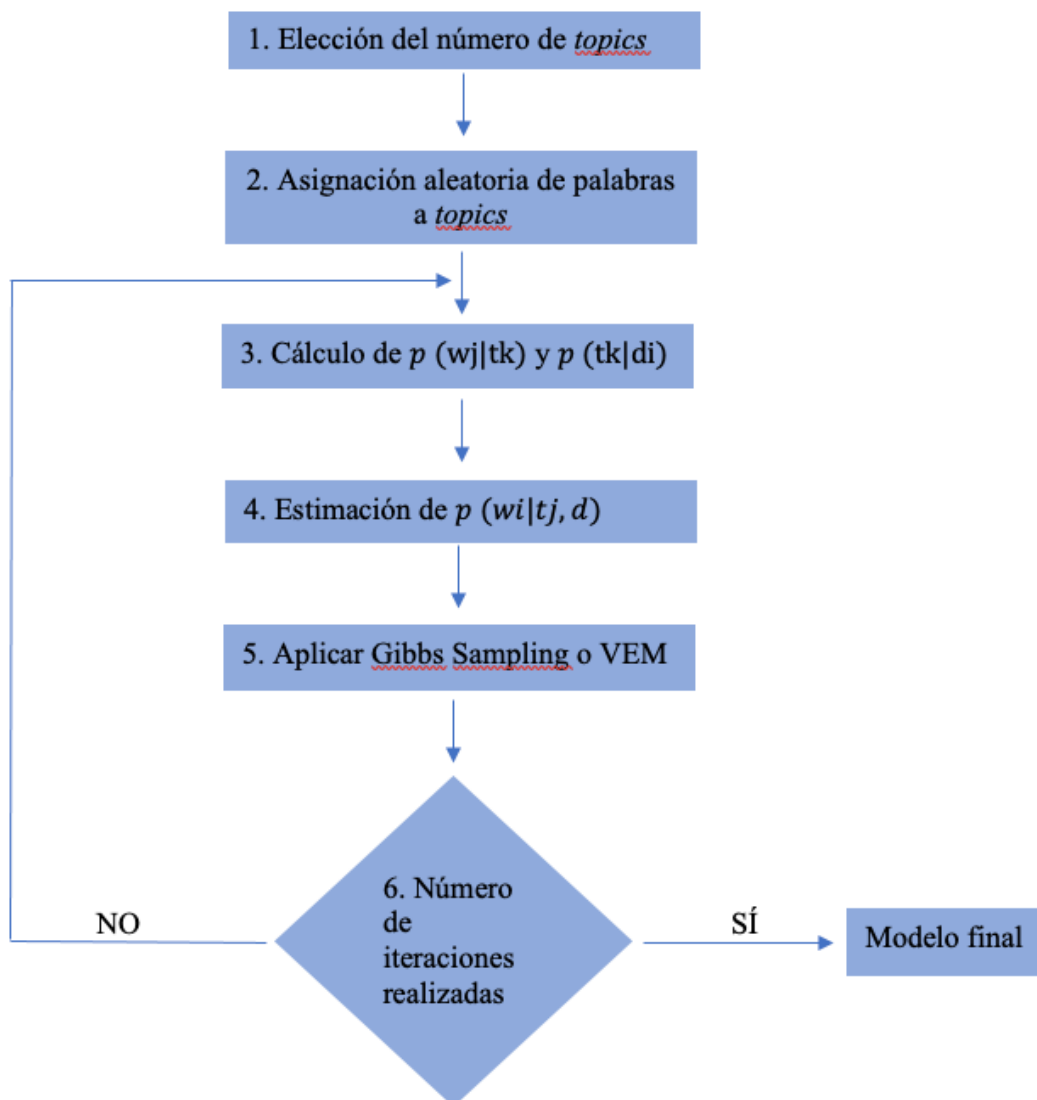 1. Elección del número de topics
2. Asignación aleatoria de palabras
a topics
3. Cálculo de p (wj|tk) y p (tk|di)
4. Estimación de p (wi|tj, d)
5. Aplicar Gibbs Sampling o VEM
6. Número
de
iteraciones
realizadas
NO
SÍ
Modelo final